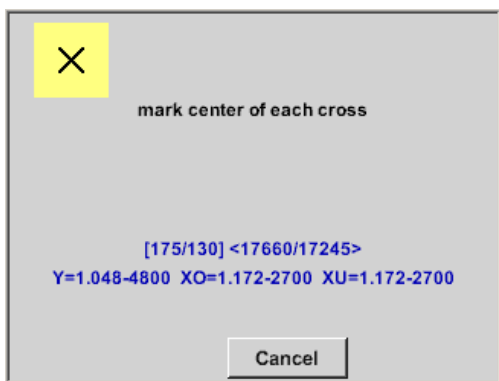 mark center of each cross
[175/130] <17660/17245>
Y=1.048-4800 XO=1.172-2700 XU=1.172-2700
Cancel